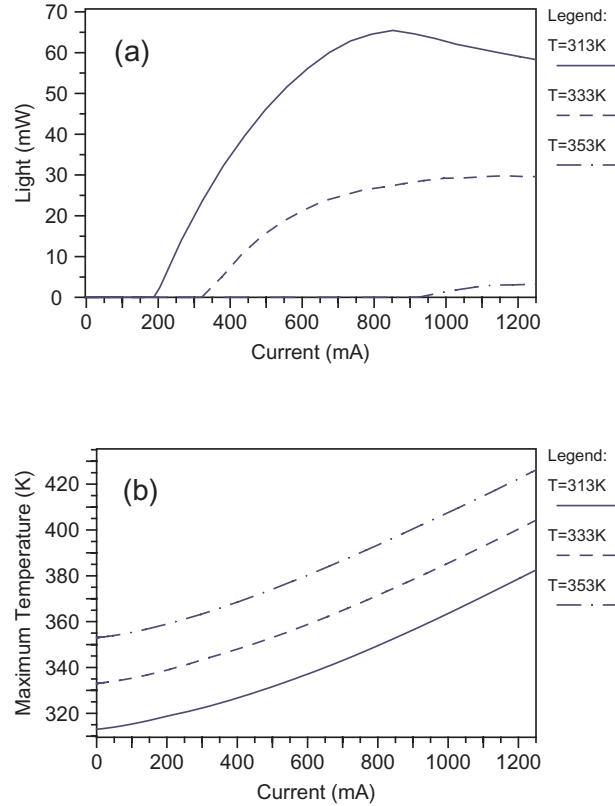 70
60
50
40
30
20
10
0
Light (mW)
(a)
0 200 400 600 800 1000 1200
Current (mA)
Legend:
T=313K
T=333K
T=353K
420
400
380
360
340
320
Maximum Temperature (K)
(b)
0 200 400 600 800 1000 1200
Current (mA)
Legend:
T=313K
T=333K
T=353K